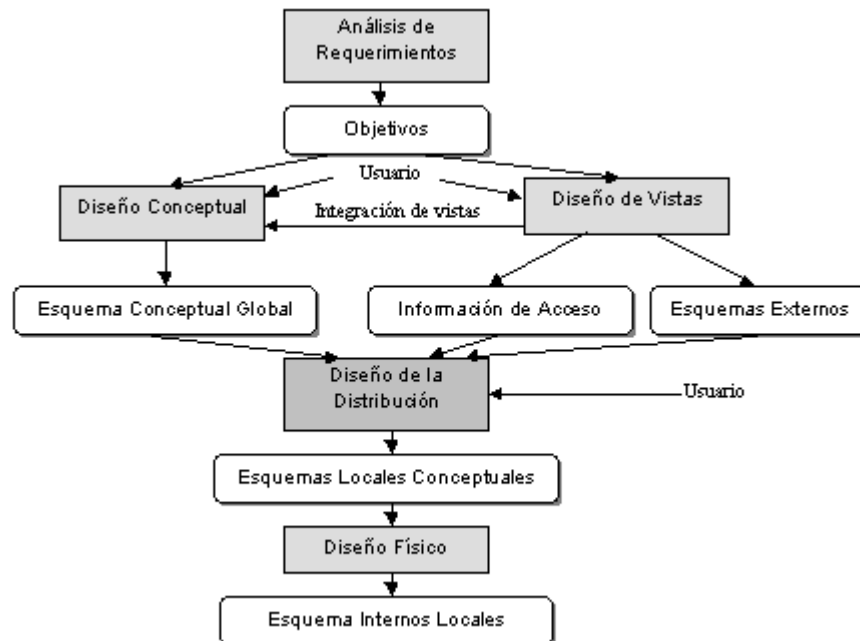 Análisis de
Requerimientos
Objetivos
Usuario
Diseño Conceptual
Integración de vistas
Diseño de Vistas
Esquema Conceptual Global
Información de Acceso
Esquemas Externos
Diseño de la
Distribución
Usuario
Esquemas Locales Conceptuales
Diseño Físico
Esquema Internos Locales